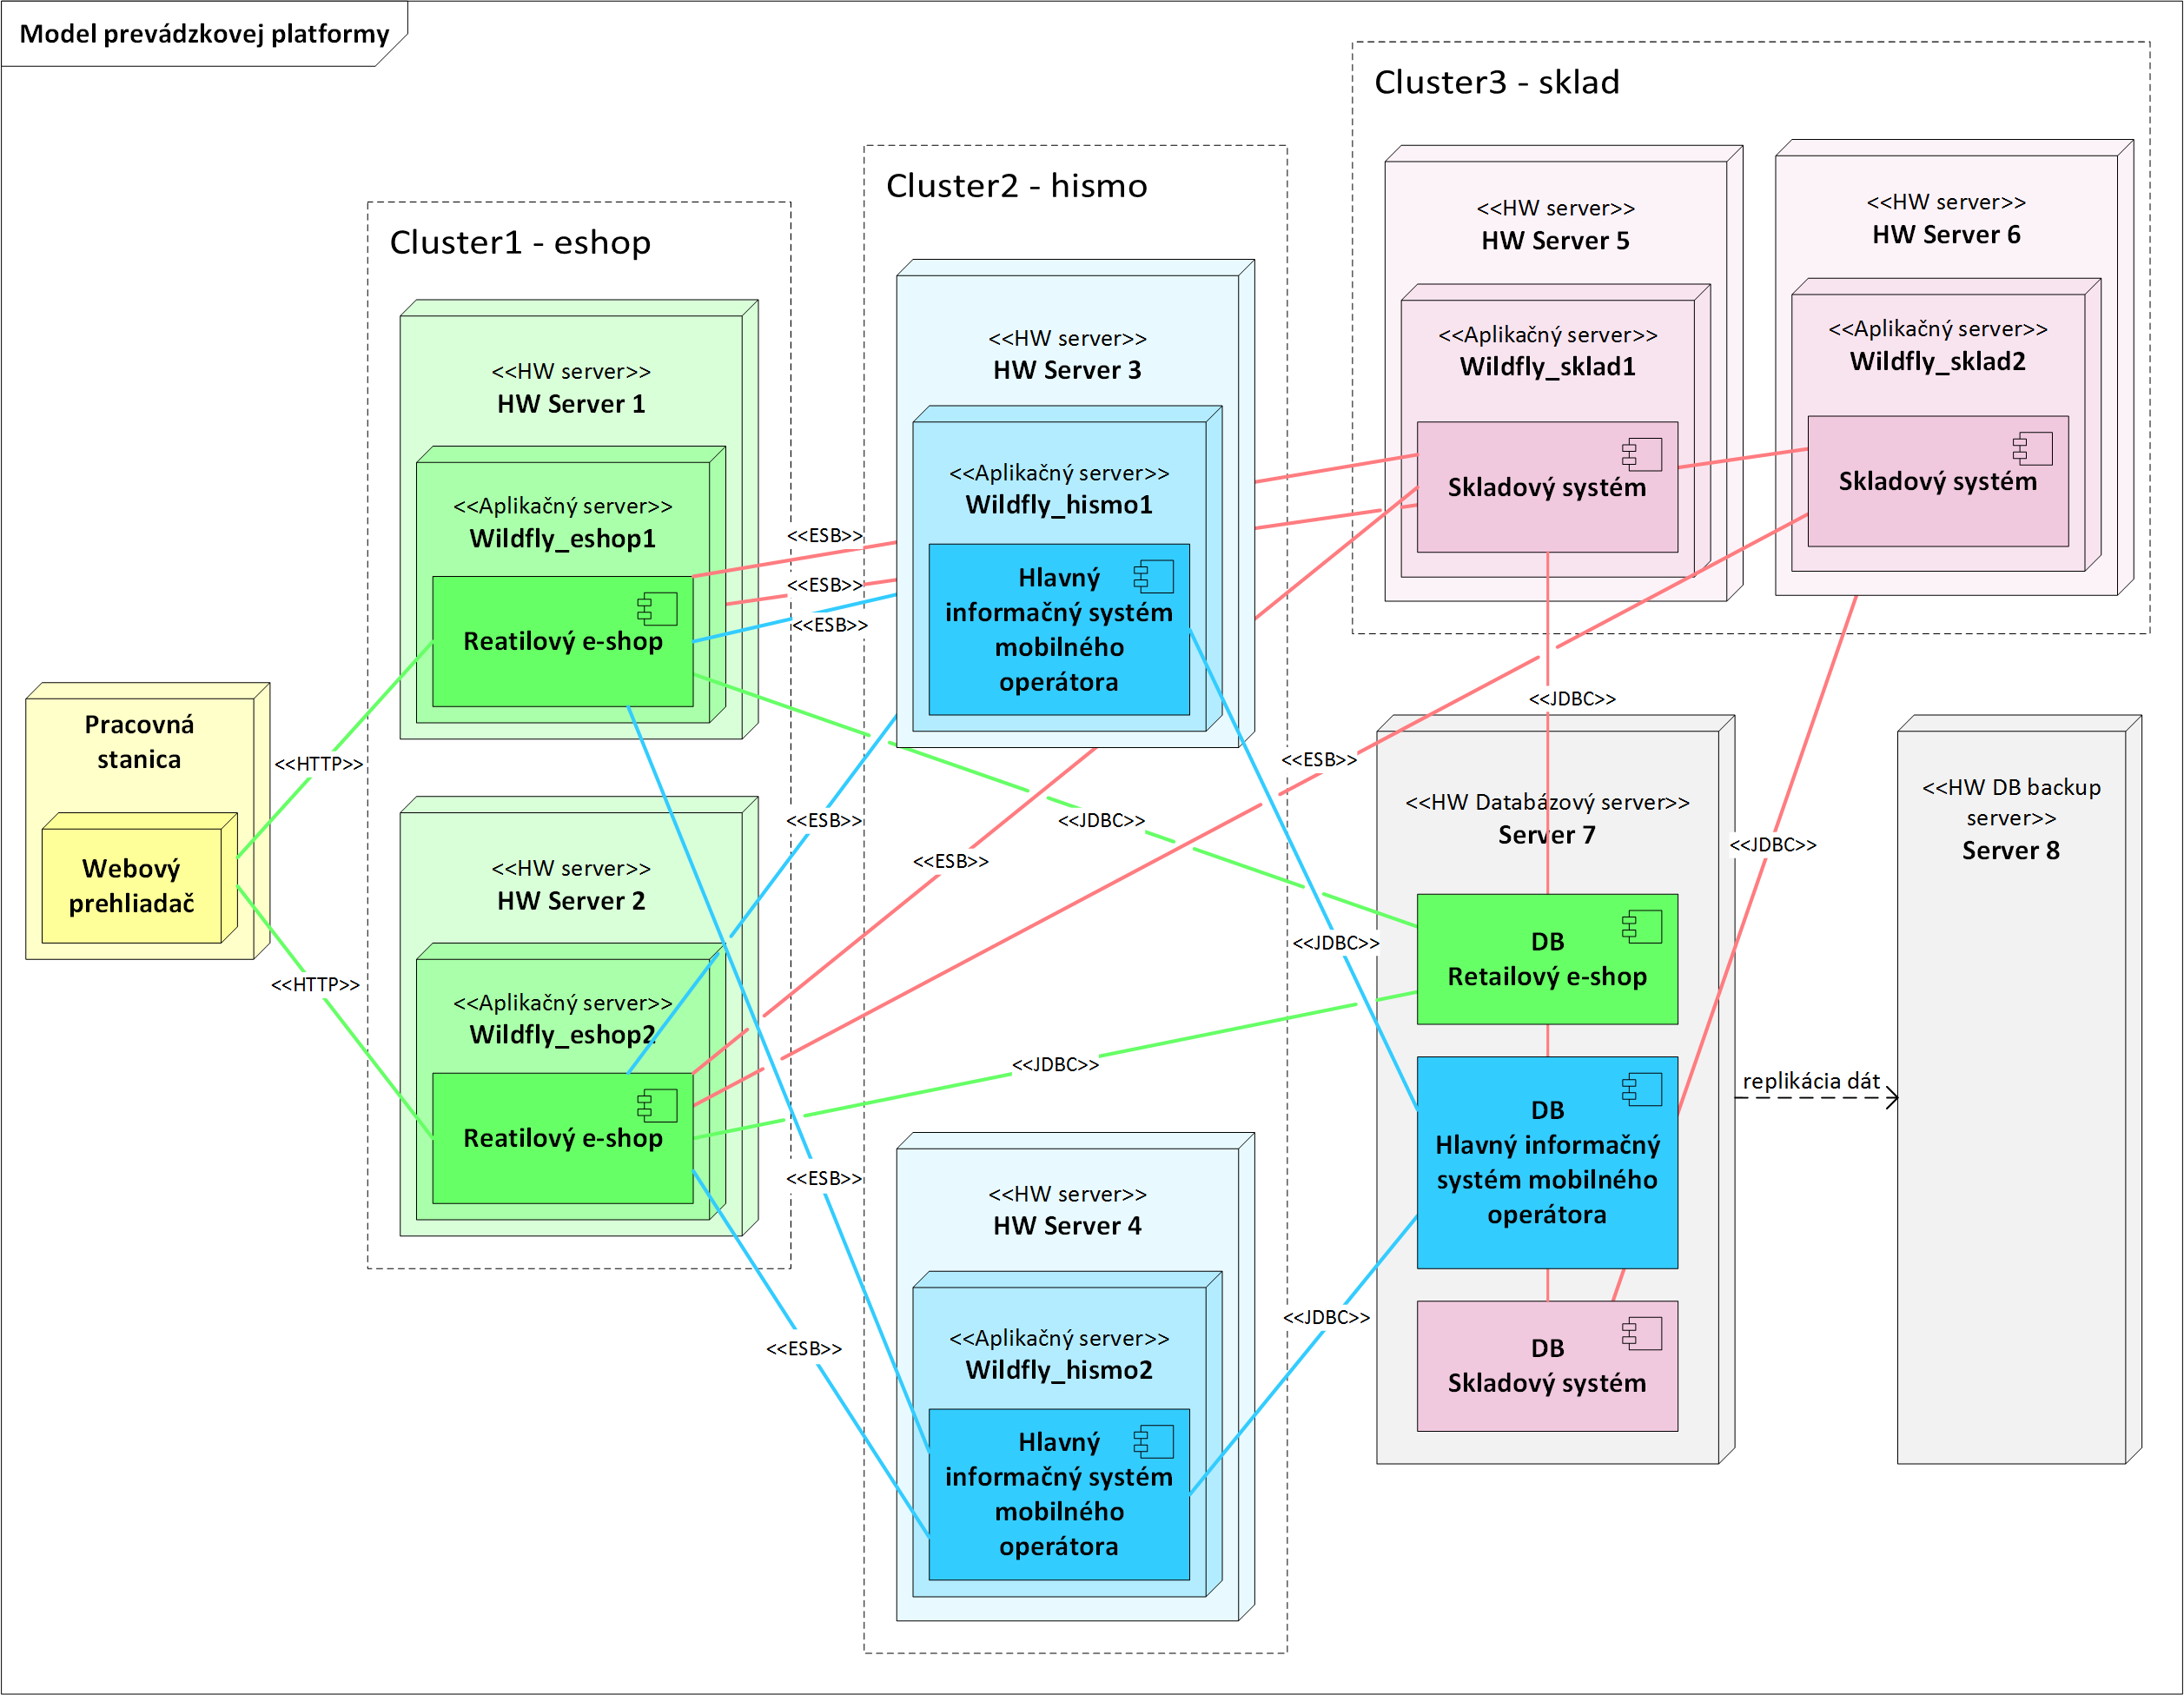 Model prevádzkovej platformy
Cluster3 - sklad
<<HW server>>
HW Server 5
<<Aplikačný server>>
Wildfly_sklad1
Skladový systém
<<HW server>>
HW Server 6
<<Aplikačný server>>
Wildfly_sklad2
Skladový systém
Cluster2 - hismo
<<HW server>>
HW Server 3
<<Aplikačný server>>
Wildfly_hismo1
Hlavný
informačný systém
mobilného
operátora
Cluster1 - eshop
<<HW server>>
HW Server 1
<<Aplikačný server>>
Wildfly_eshop1
Reatilový e-shop
<<ESB>>
<<ESB>>
<<ESB>>
Pracovná
stanica
Webový
prehliadač
<<HTTP>>
<<HTTP>>
<<HW server>>
HW Server 2
<<Aplikačný server>>
Wildfly_eshop2
Reatilový e-shop
<<ESB>>
<<ESB>>
<<ESB>>
<<JDBC>>
<<JDBC>>
<<JDBC>>
<<JDBC>>
<<ESB>>
<<ESB>>
<<HW server>>
HW Server 4
<<Aplikačný server>>
Wildfly_hismo2
Hlavný
informačný systém
mobilného
operátora
<<JDBC>>
<<JDBC>>
<<HW Databázový server>>
Server 7
DB
Retailový e-shop
DB
Hlavný informačný
systém mobilného
operátora
DB
Skladový systém
replikácia dát
<<HW DB backup
server>>
Server 8